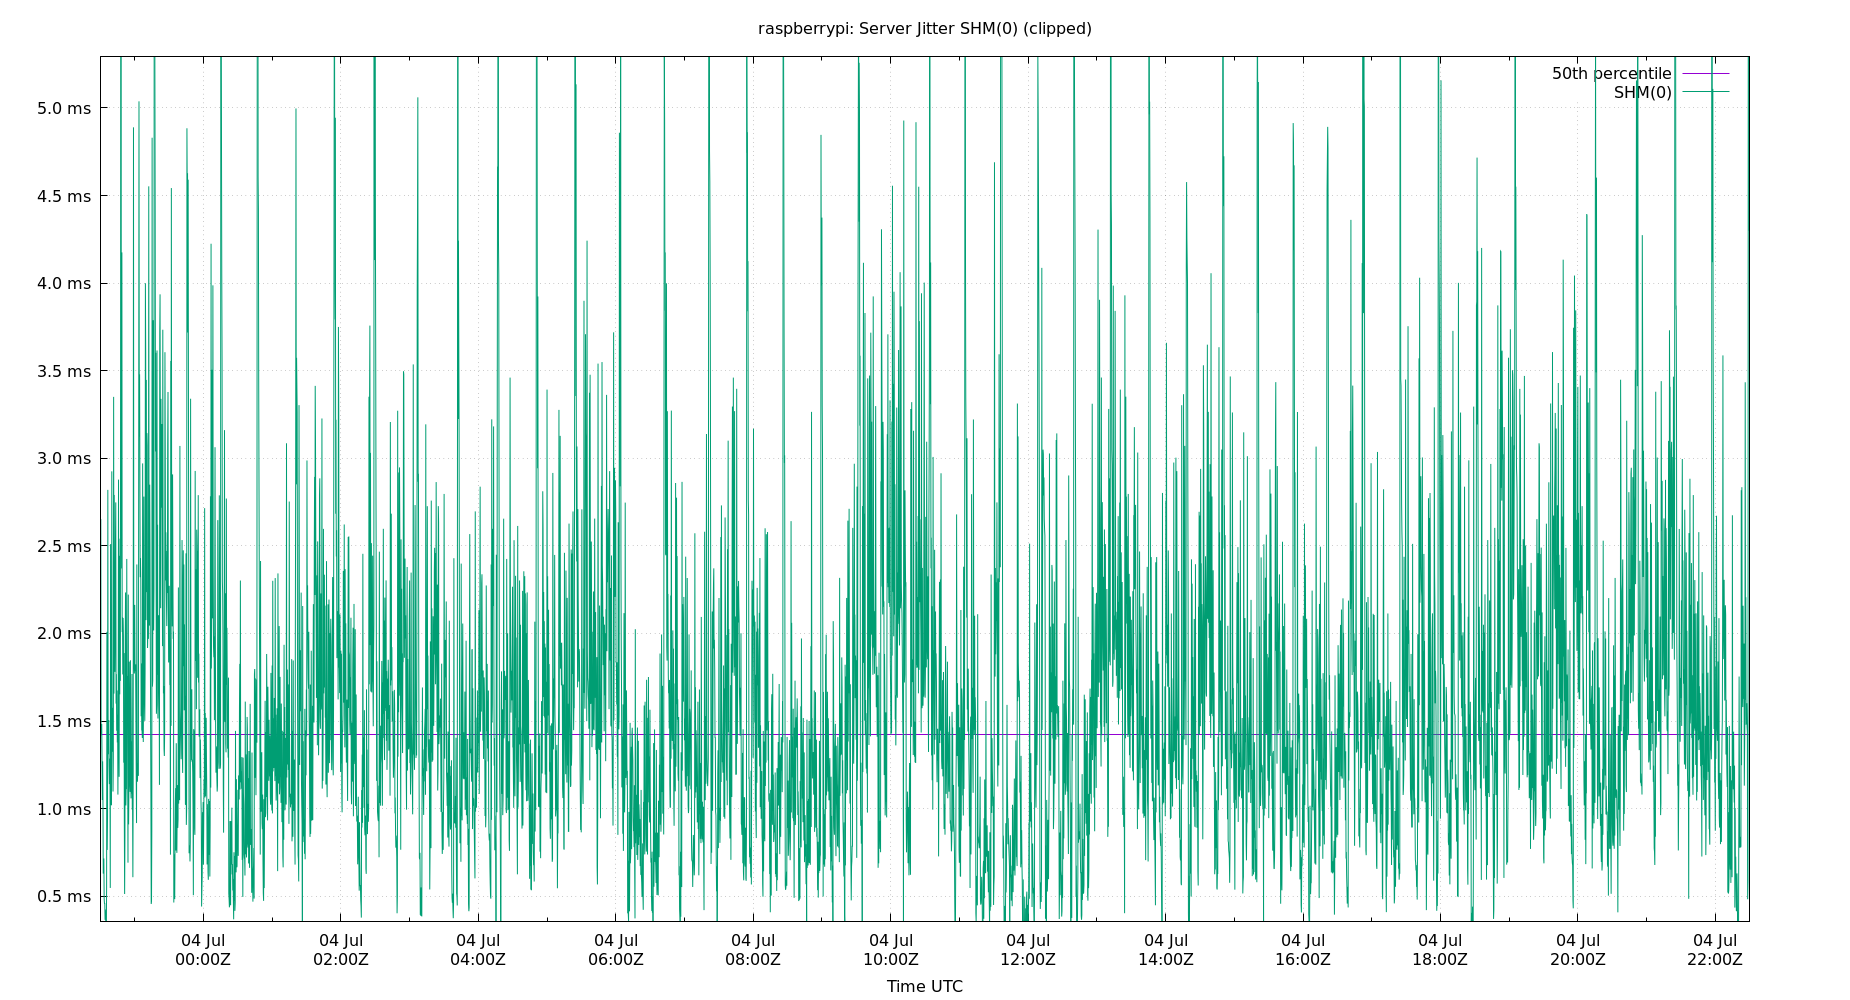 raspberrypi: Server Jitter SHM(0) (clipped)
50th percentile
SHM(0)
5.0 ms
4.5 ms
4.0 ms
3.5 ms
3.0 ms
2.5 ms
2.0 ms
1.5 ms
1.0 ms
0.5 ms
04 Jul 04 Jul 04 Jul 04 Jul 04 Jul 04 Jul 04 Jul 04 Jul 04 Jul 04 Jul 04 Jul 04 Jul
00:00Z 02:00Z 04:00Z 06:00Z 08:00Z 10:00Z 12:00Z 14:00Z 16:00Z 18:00Z 20:00Z 22:00Z
Time UTC